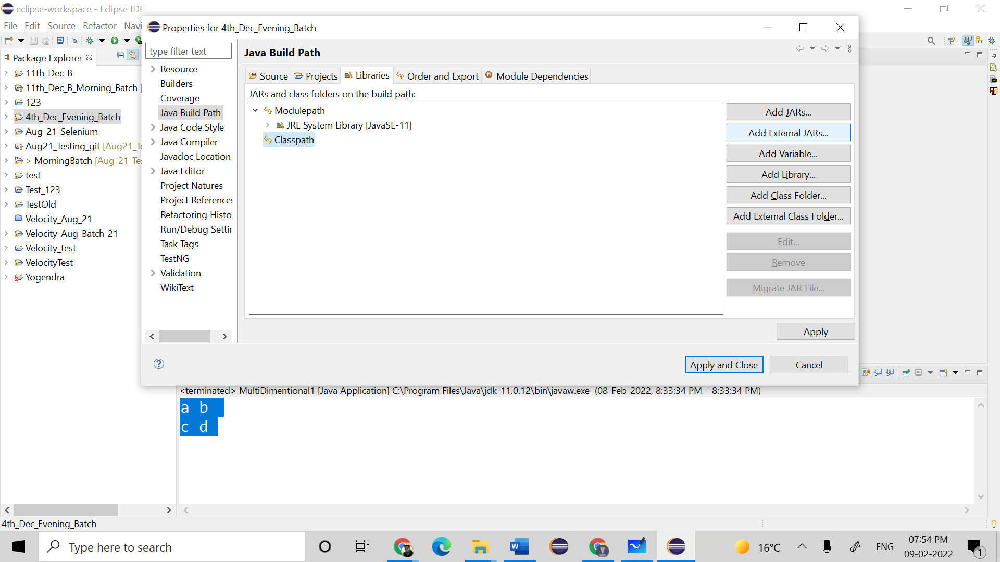 eclipse-workspace - Eclipse IDE
File Edit Source Refactor Navi
Properties for 4th_Dec_Evening_Batch
Package Explorer
11th_Dec_B
11th_Dec_B_Morning_Batch [
123
4th_Dec_Evening_Batch
Aug_21_Selenium
Aug21_Testing_git [Aug21_Te
> MorningBatch [Aug_21_Te
test
Test_123
TestOld
Velocity_Aug_21
Velocity_Aug_Batch_21
Velocity_test
VelocityTest
Yogendra
type filter text
Resource
Builders
Coverage
Java Build Path
Java Code Style
Java Compiler
Javadoc Location
Java Editor
Project Natures
Project References
Refactoring Histo
Run/Debug Settin
Task Tags
TestNG
Validation
WikiText
Java Build Path
Source Projects Libraries Order and Export Module Dependencies
JARs and class folders on the build path:
Modulepath
JRE System Library [JavaSE-11]
Classpath
Add JARs...
Add External JARs...
Add Variable...
Add Library...
Add Class Folder...
Add External Class Folder...
Edit...
Remove
Migrate JAR File...
Apply
Apply and Close Cancel
<terminated> MultiDimentional1 [Java Application] C:\Program Files\Java\jdk-11.0.12\bin\javaw.exe (08-Feb-2022, 8:33:34 PM – 8:33:34 PM)
a b
c d
4th_Dec_Evening_Batch
Type here to search
16°C
ENG
07:54 PM
09-02-2022
1